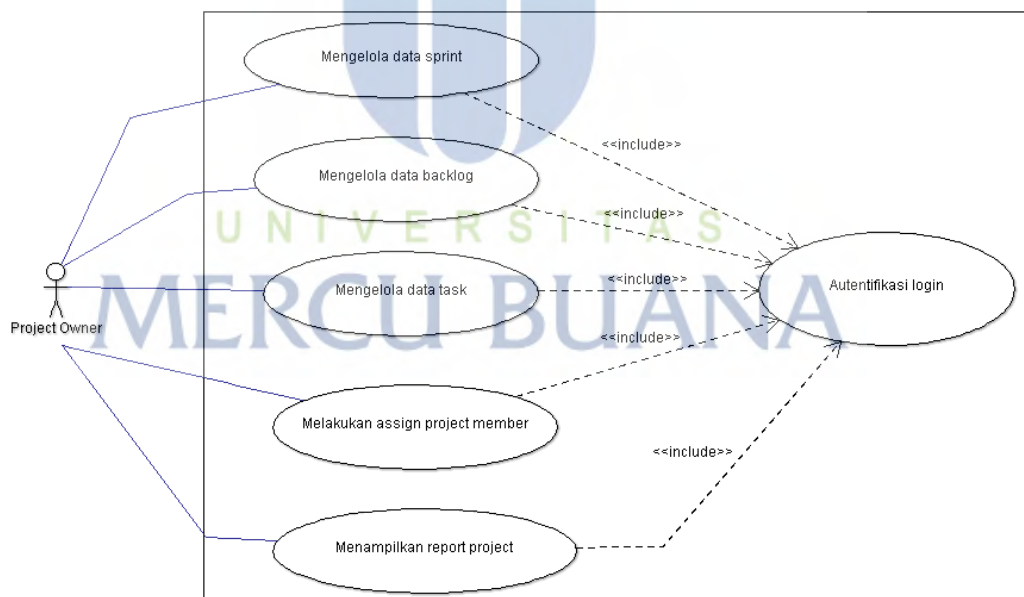 Mengelola data sprint
<<include>>
Mengelola data backlog
<<include>>
UNIVERSITAS
Mengelola data task
<<include>>
Autentifikasi login
Project Owner
MERCU BUANA
<<include>>
Melakukan assign project member
<<include>>
Menampilkan report project